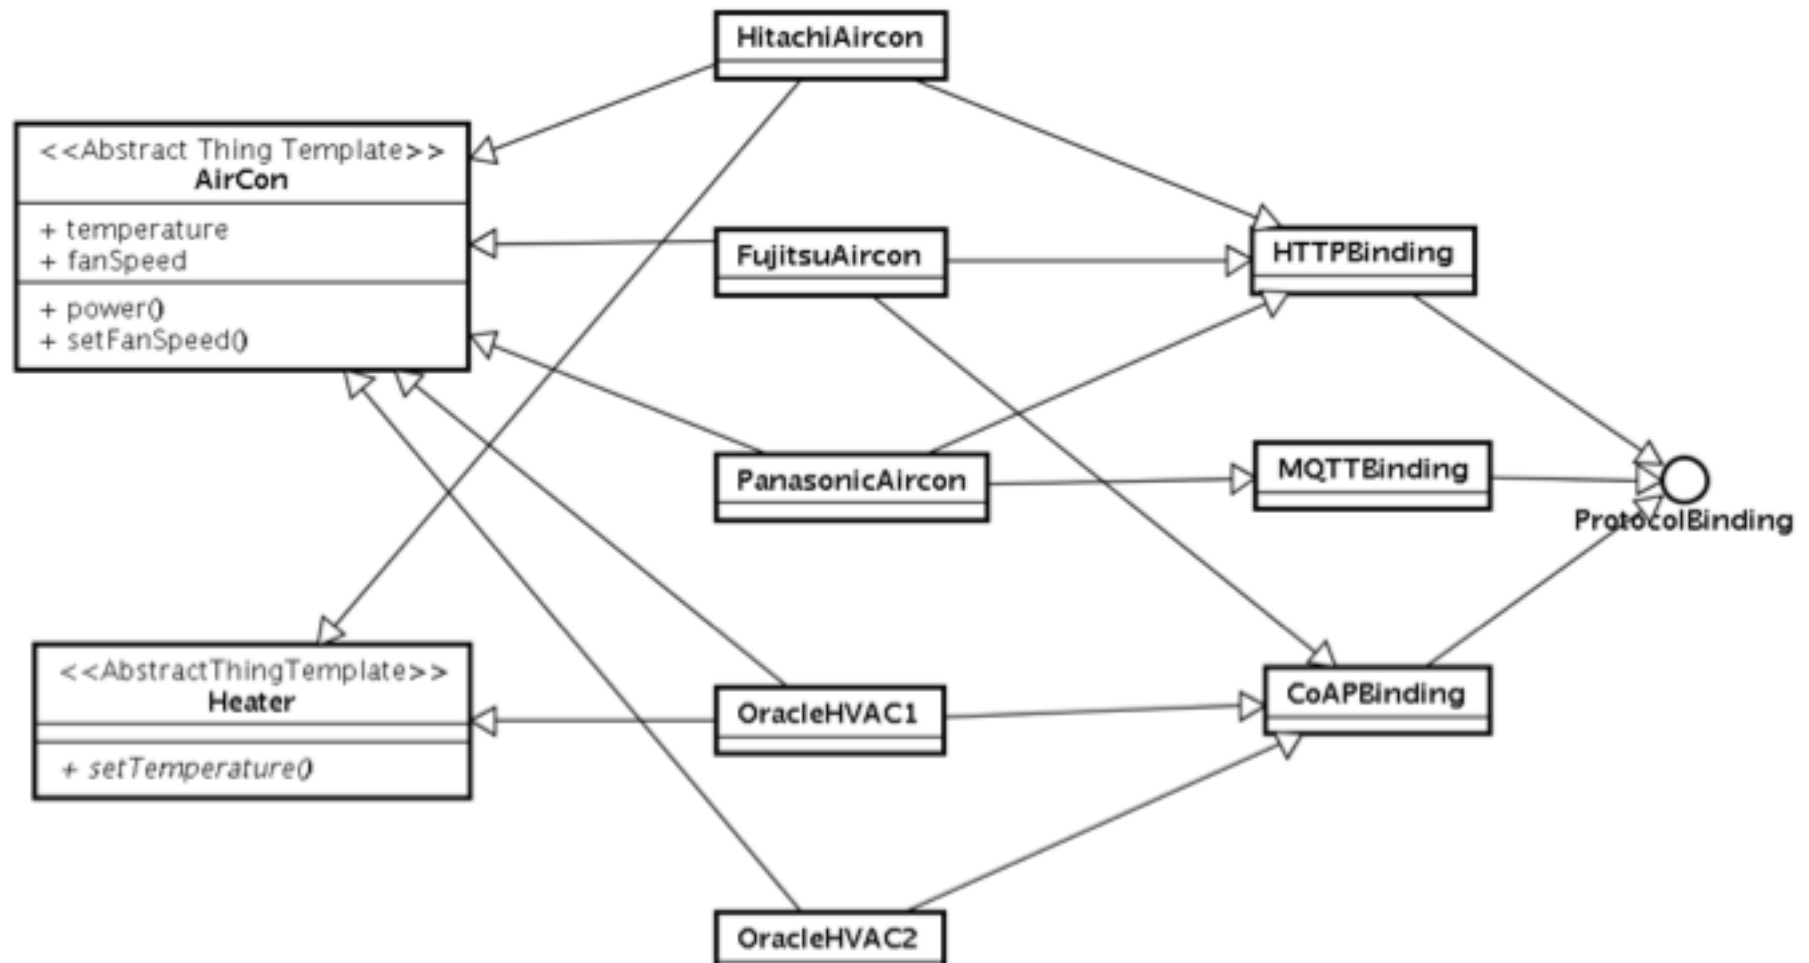 HitachiAircon
<<Abstract Thing Template>>
AirCon
+ temperature
+ fanSpeed
+ power()
+ setFanSpeed()
FujitsuAircon
HTTPBinding
PanasonicAircon
MQTTBinding
ProtocolBinding
<<AbstractThingTemplate>>
Heater
+ setTemperature()
OracleHVAC1
CoAPBinding
OracleHVAC2